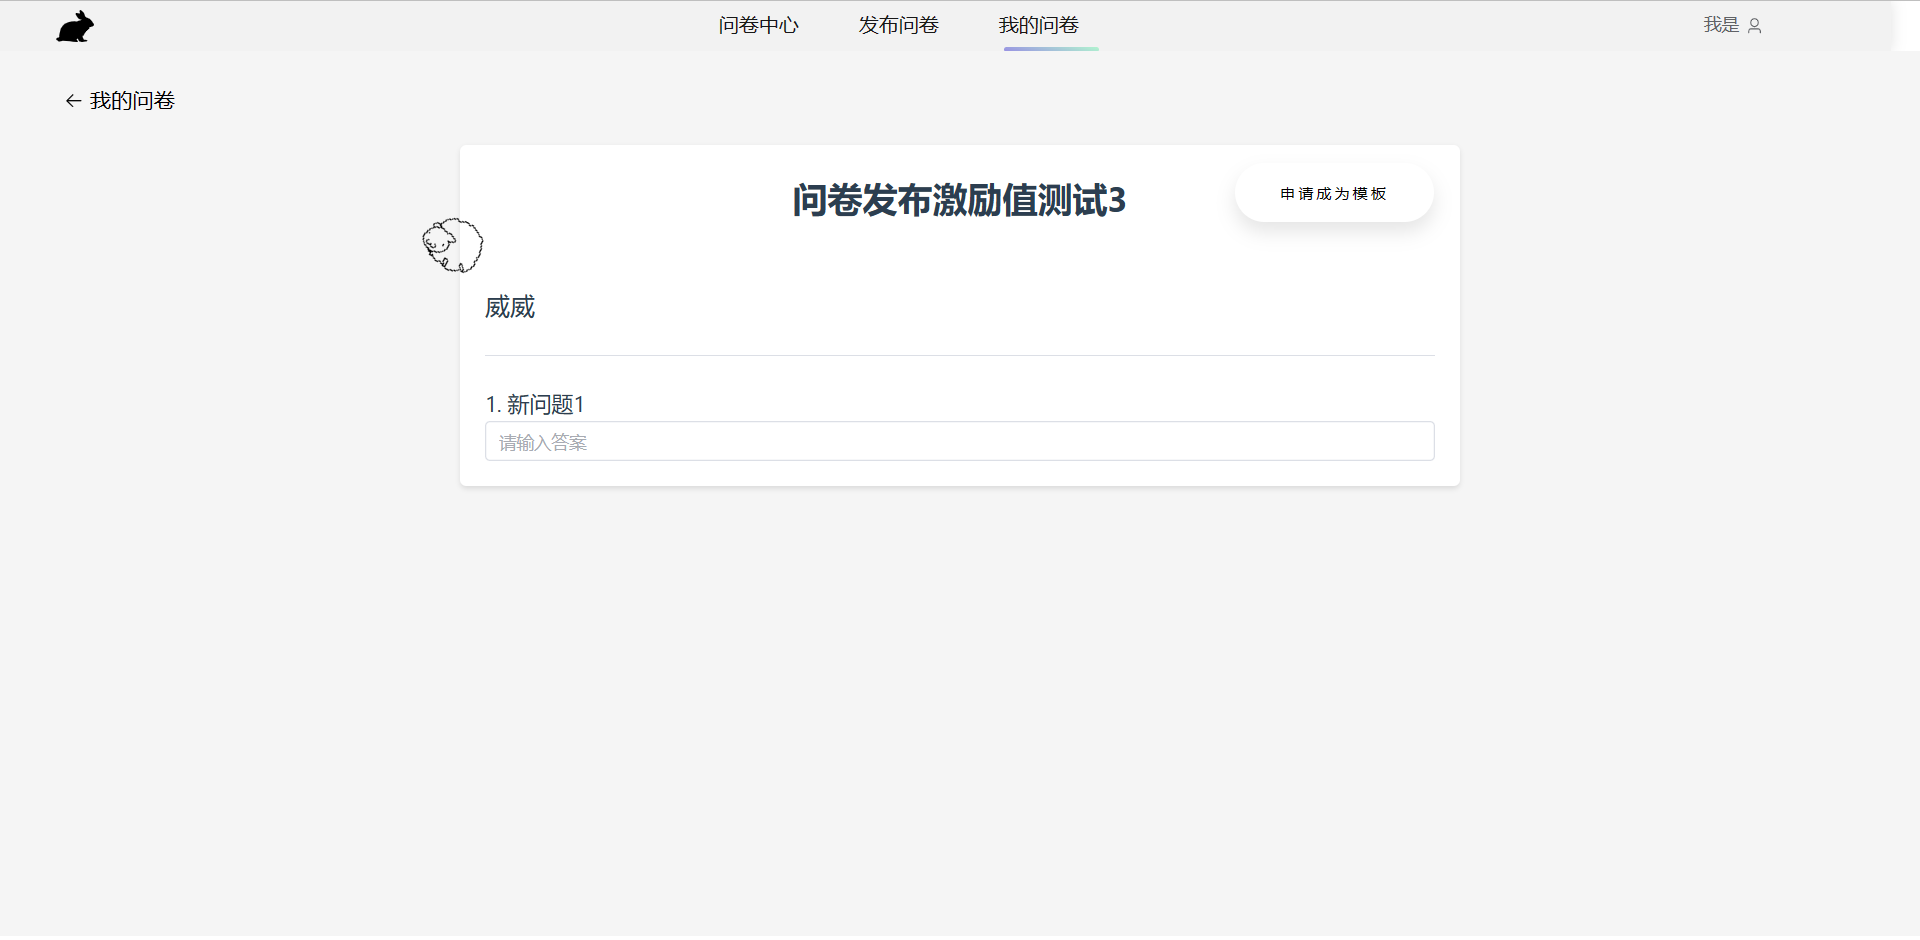 问卷中心 发布问卷 我的问卷 我是
我的问卷
问卷发布激励值测试3
申请成为模板
威威
1. 新问题1
请输入答案